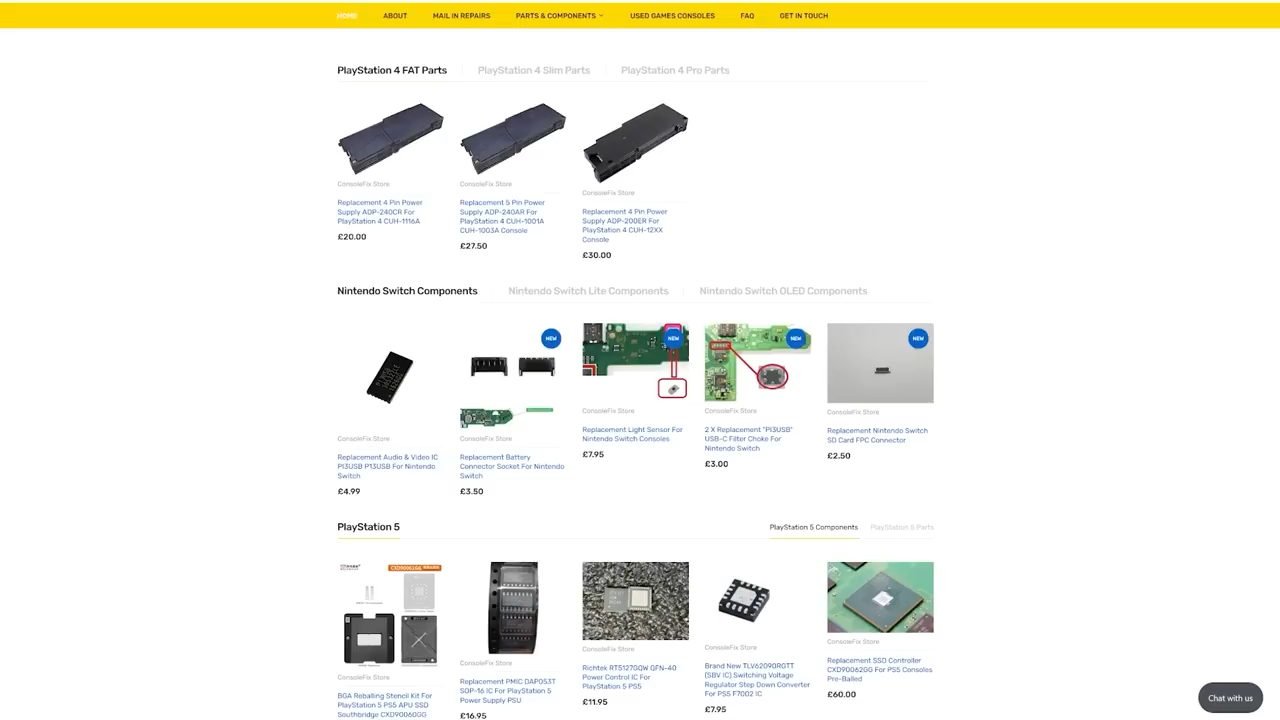 HOME ABOUT MAIL IN REPAIRS PARTS & COMPONENTS USED GAMES CONSOLES FAQ GET IN TOUCH
PlayStation 4 FAT Parts PlayStation 4 Slim Parts PlayStation 4 Pro Parts
ConsoleFix Store
Replacement 4 Pin Power
Supply ADP-240CR For
PlayStation 4 CUH-1116A
£20.00
ConsoleFix Store
Replacement 5 Pin Power
Supply ADP-240AR For
PlayStation 4 CUH-1001A
CUH-1003A Console
£27.50
ConsoleFix Store
Replacement 4 Pin Power
Supply ADP-200ER For
PlayStation 4 CUH-12XX
Console
£30.00
Nintendo Switch Components Nintendo Switch Lite Components Nintendo Switch OLED Components
ConsoleFix Store
Replacement Audio & Video IC
PI3USB P13USB For Nintendo
Switch
£4.99
NEW
ConsoleFix Store
Replacement Battery
Connector Socket For Nintendo
Switch
£3.50
NEW
ConsoleFix Store
Replacement Light Sensor For
Nintendo Switch Consoles
£7.95
NEW
ConsoleFix Store
2 X Replacement "PI3USB"
USB-C Filter Choke For
Nintendo Switch
£3.00
NEW
ConsoleFix Store
Replacement Nintendo Switch
SD Card FPC Connector
£2.50
PlayStation 5 PlayStation 5 Components PlayStation 5 Parts
ConsoleFix Store
BGA Reballing Stencil Kit For
PlayStation 5 PS5 APU SSD
Southbridge CXD90060GG
ConsoleFix Store
Replacement PMIC DAP053T
SOP-16 IC For PlayStation 5
Power Supply PSU
£16.95
ConsoleFix Store
Richtek RT5127GQW QFN-40
Power Control IC For
PlayStation 5 PS5
£11.95
ConsoleFix Store
Brand New TLV62090RGTT
(SBV IC) Switching Voltage
Regulator Step Down Converter
For PS5 F7002 IC
£7.95
ConsoleFix Store
Replacement SSD Controller
CXD90062GG For PS5 Consoles
Pre-Balled
£60.00
Chat with us